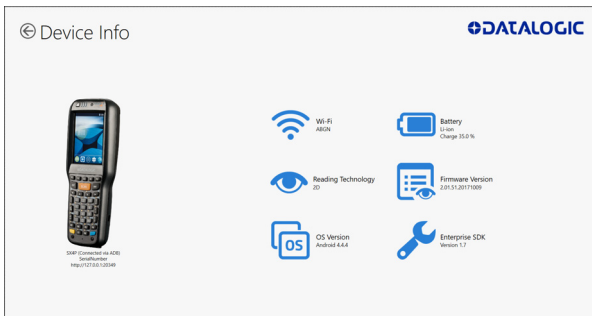 Device Info
DATALOGIC
Wi-Fi
ABGN
Battery
Li-ion
Charge 35.0 %
Reading Technology
2D
Firmware Version
2.01.51.20171009
OS
OS Version
Android 4.4.4
Enterprise SDK
Version 1.7
SX4P (Connected via ADB)
SerialNumber
http://127.0.0.1:20349